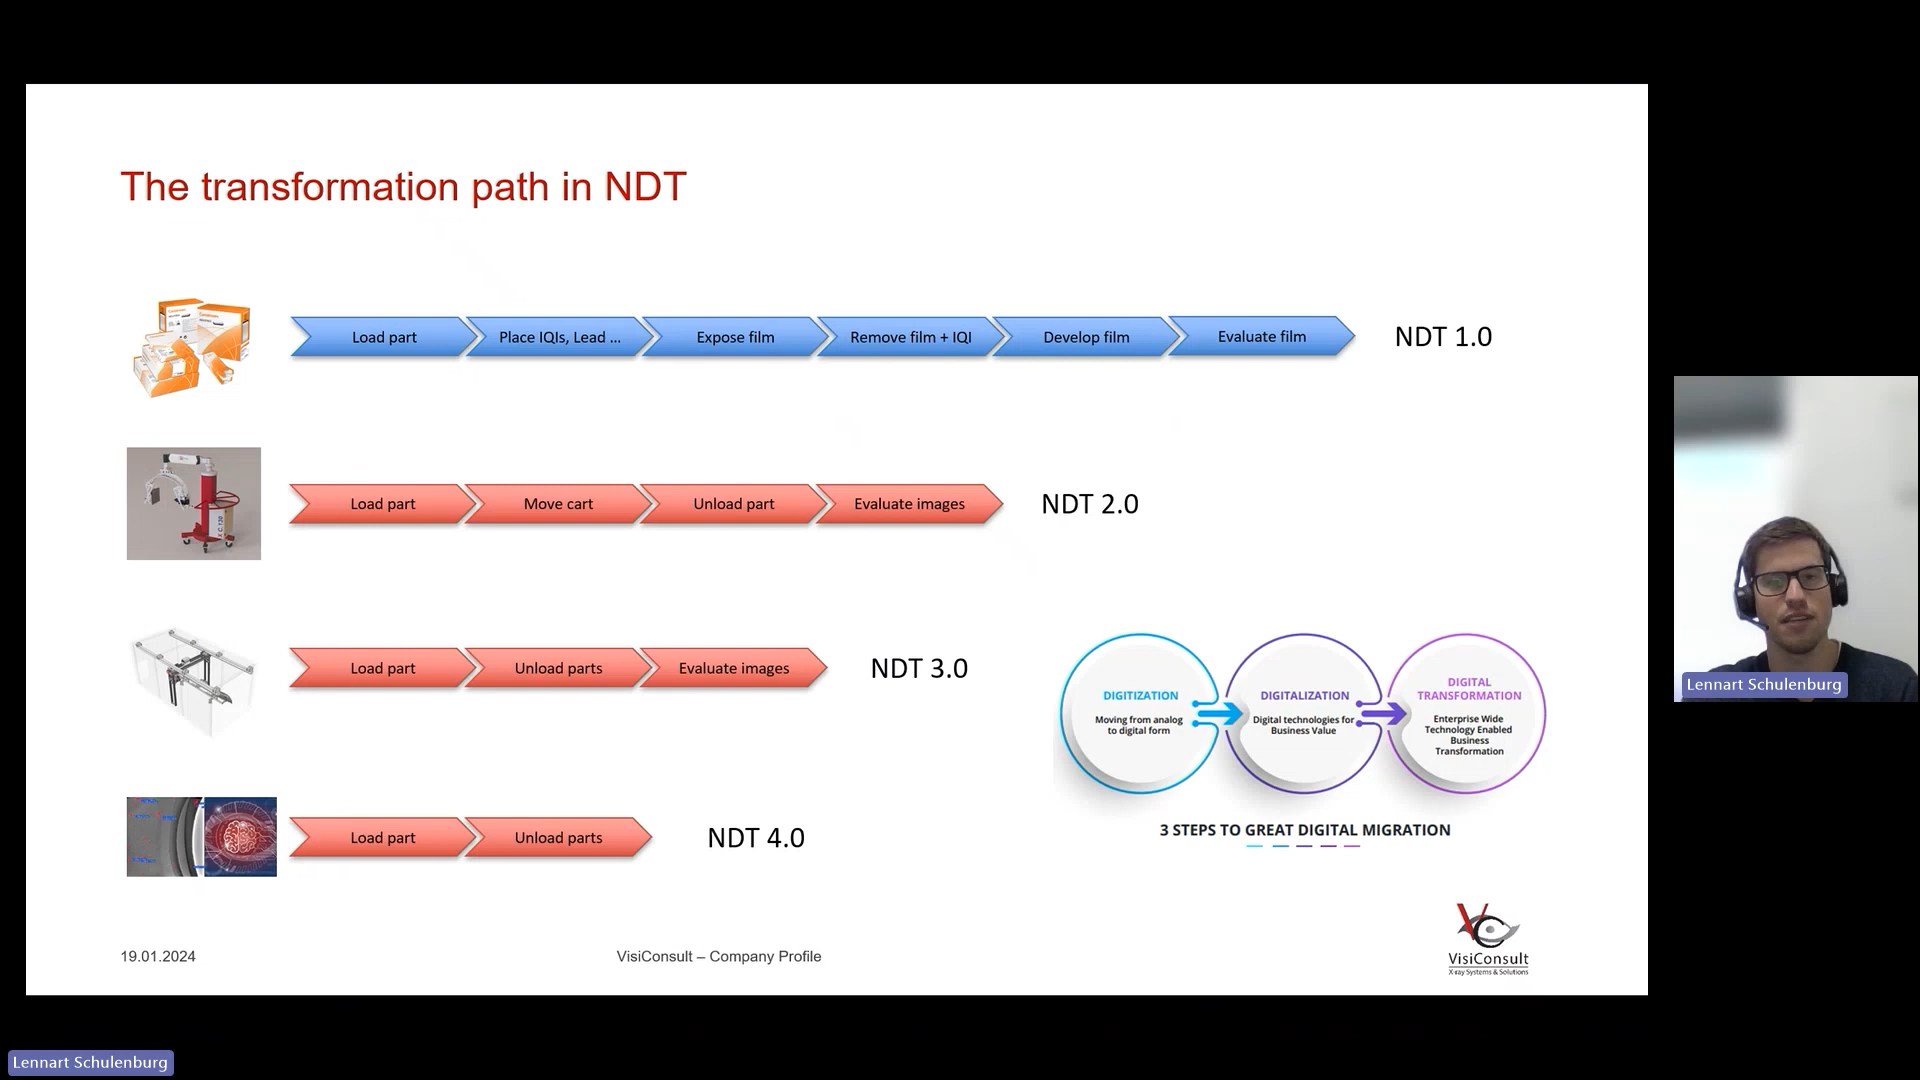 The transformation path in NDT
Load part
Place IQIs, Lead ...
Expose film
Remove film + IQI
Develop film
Evaluate film
NDT 1.0
Load part
Move cart
Unload part
Evaluate images
NDT 2.0
Load part
Unload parts
Evaluate images
NDT 3.0
Load part
Unload parts
NDT 4.0
DIGITIZATION
Moving from analog
to digital form
DIGITALIZATION
Digital technologies for
Business Value
DIGITAL
TRANSFORMATION
Enterprise Wide
Technology Enabled
Business
Transformation
3 STEPS TO GREAT DIGITAL MIGRATION
19.01.2024
VisiConsult – Company Profile
VisiConsult
X-ray Systems & Solutions
Lennart Schulenburg
Lennart Schulenburg